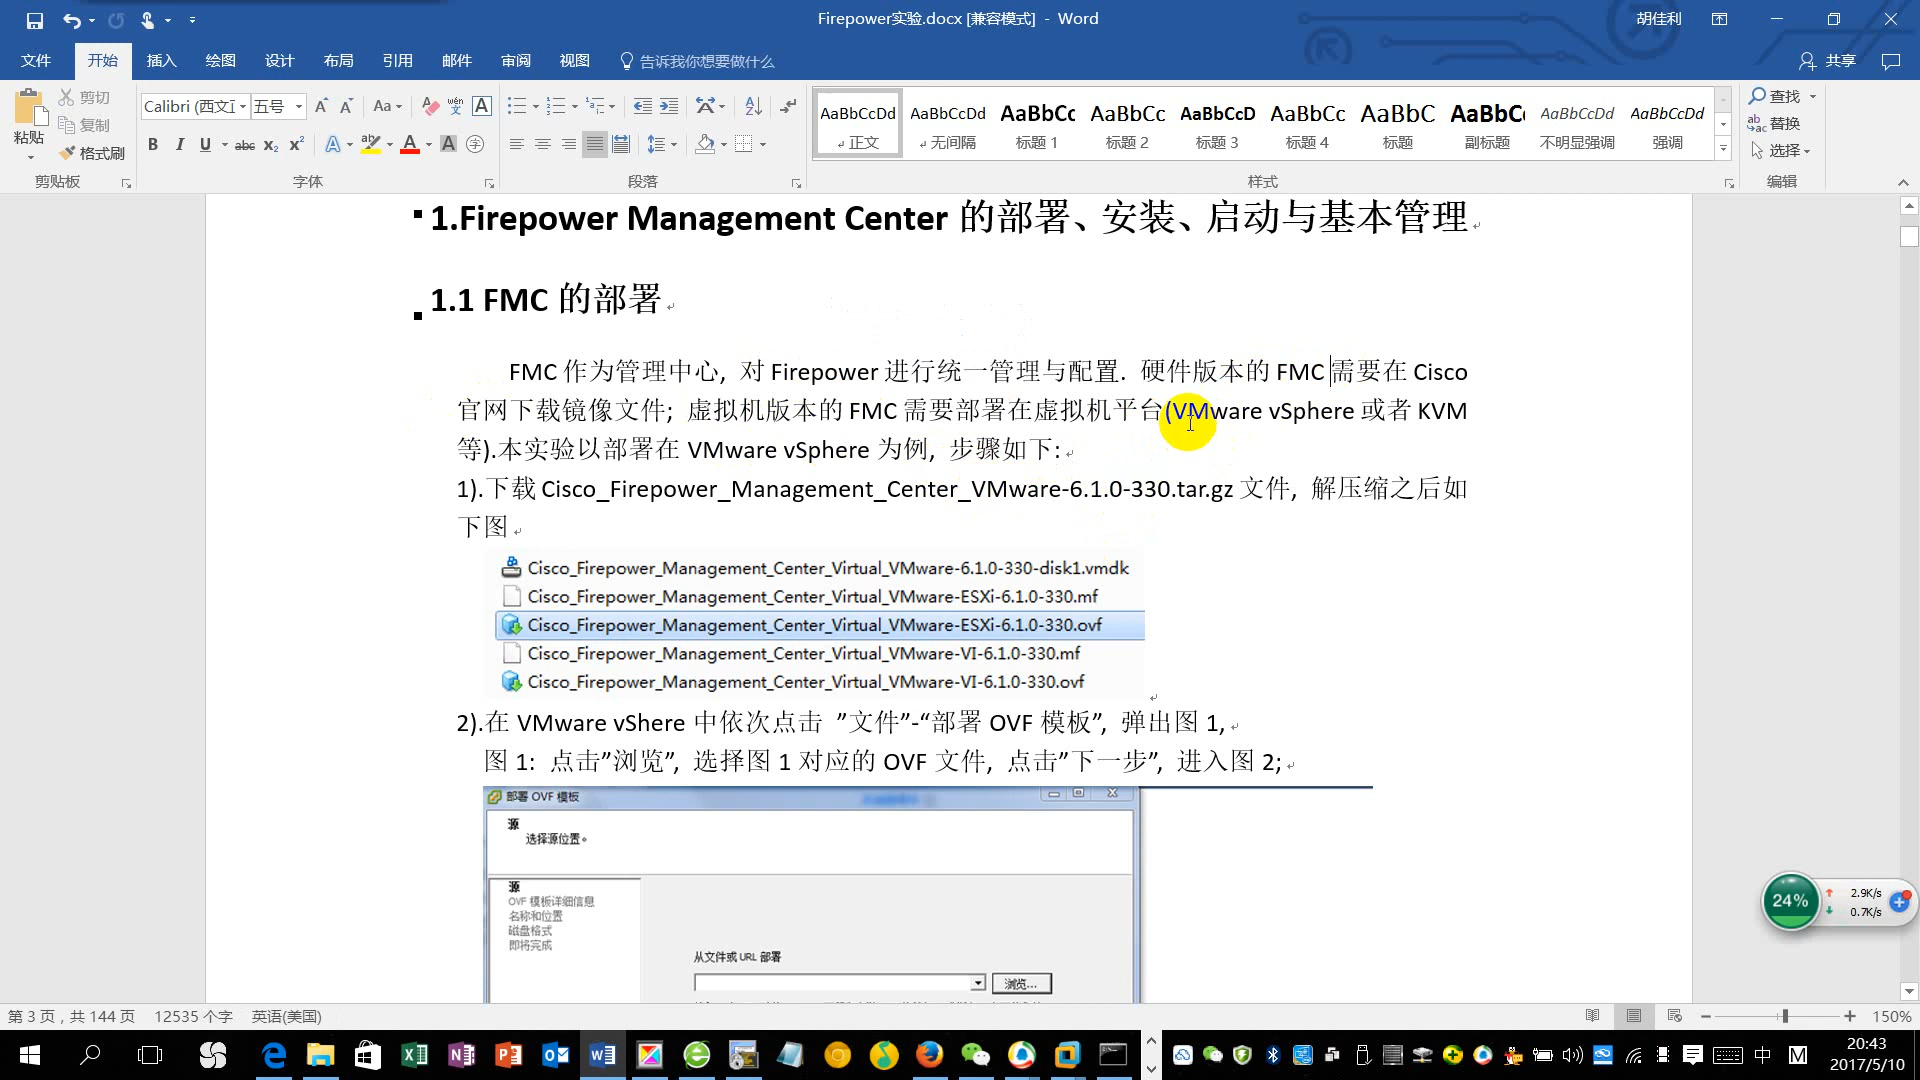 Firepower实验.docx [兼容模式] - Word
胡佳利
文件 开始 插入 绘图 设计 布局 引用 邮件 审阅 视图 告诉我你想要做什么 共享
粘贴
剪切
复制
格式刷
剪贴板
Calibri (西文正 五号
字体
段落
AaBbCcDd AaBbCcDd AaBbCc AaBbCc AaBbCcD AaBbCc AaBbC AaBbC AaBbCcDd AaBbCcDd
正文 无间隔 标题 1 标题 2 标题 3 标题 4 标题 副标题 不明显强调 强调
样式
查找
替换
选择
编辑
1.Firepower Management Center 的部署、安装、启动与基本管理
1.1 FMC 的部署
FMC 作为管理中心, 对 Firepower 进行统一管理与配置. 硬件版本的 FMC 需要在 Cisco
官网下载镜像文件; 虚拟机版本的 FMC 需要部署在虚拟机平台(VMware vSphere 或者 KVM
等).本实验以部署在 VMware vSphere 为例, 步骤如下:
1).下载 Cisco_Firepower_Management_Center_VMware-6.1.0-330.tar.gz 文件, 解压缩之后如
下图
Cisco_Firepower_Management_Center_Virtual_VMware-6.1.0-330-disk1.vmdk
Cisco_Firepower_Management_Center_Virtual_VMware-ESXi-6.1.0-330.mf
Cisco_Firepower_Management_Center_Virtual_VMware-ESXi-6.1.0-330.ovf
Cisco_Firepower_Management_Center_Virtual_VMware-VI-6.1.0-330.mf
Cisco_Firepower_Management_Center_Virtual_VMware-VI-6.1.0-330.ovf
2).在 VMware vShere 中依次点击 ”文件”-“部署 OVF 模板”, 弹出图 1,
图 1: 点击”浏览”, 选择图 1 对应的 OVF 文件, 点击”下一步”, 进入图 2;
部署 OVF 模板
源
选择源位置。
源
OVF 模板详细信息
名称和位置
磁盘格式
即将完成
从文件或 URL 部署
浏览...
24%
2.9K/s
0.7K/s
第 3 页，共 144 页 12535 个字 英语(美国)
150%
中 M
20:43
2017/5/10